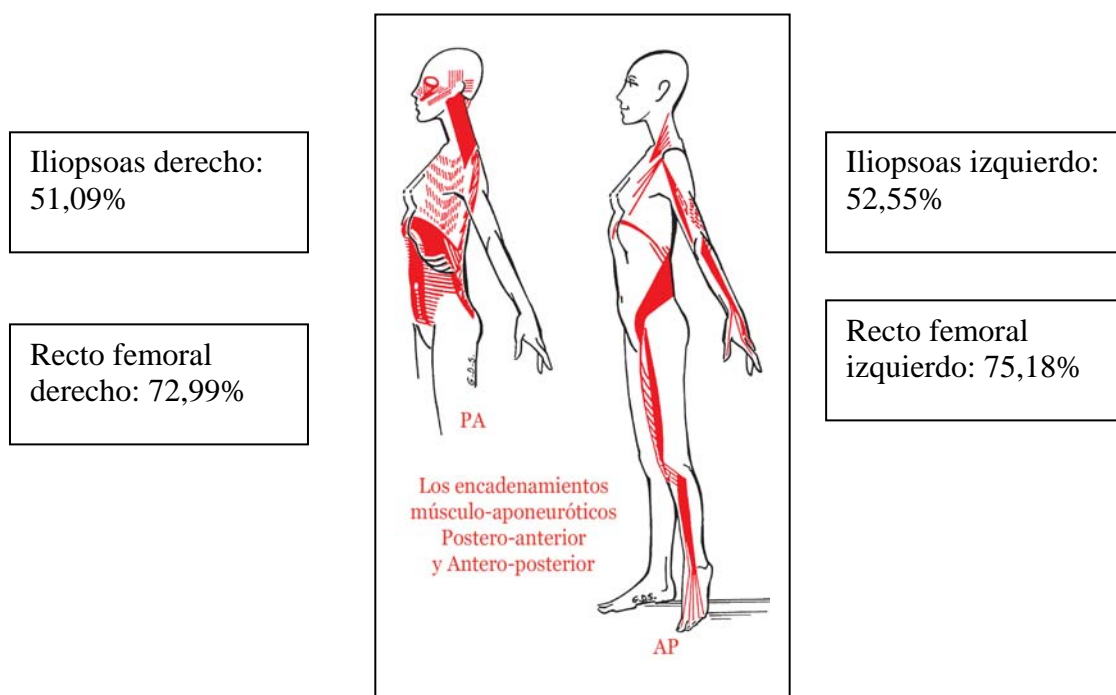 Iliopsoas derecho:
51,09%
Recto femoral
derecho: 72,99%
G.D.S.
PA
Los encadenamientos
músculo-aponeuróticos
Postero-anterior
y Antero-posterior
G.D.S.
AP
Iliopsoas izquierdo:
52,55%
Recto femoral
izquierdo: 75,18%